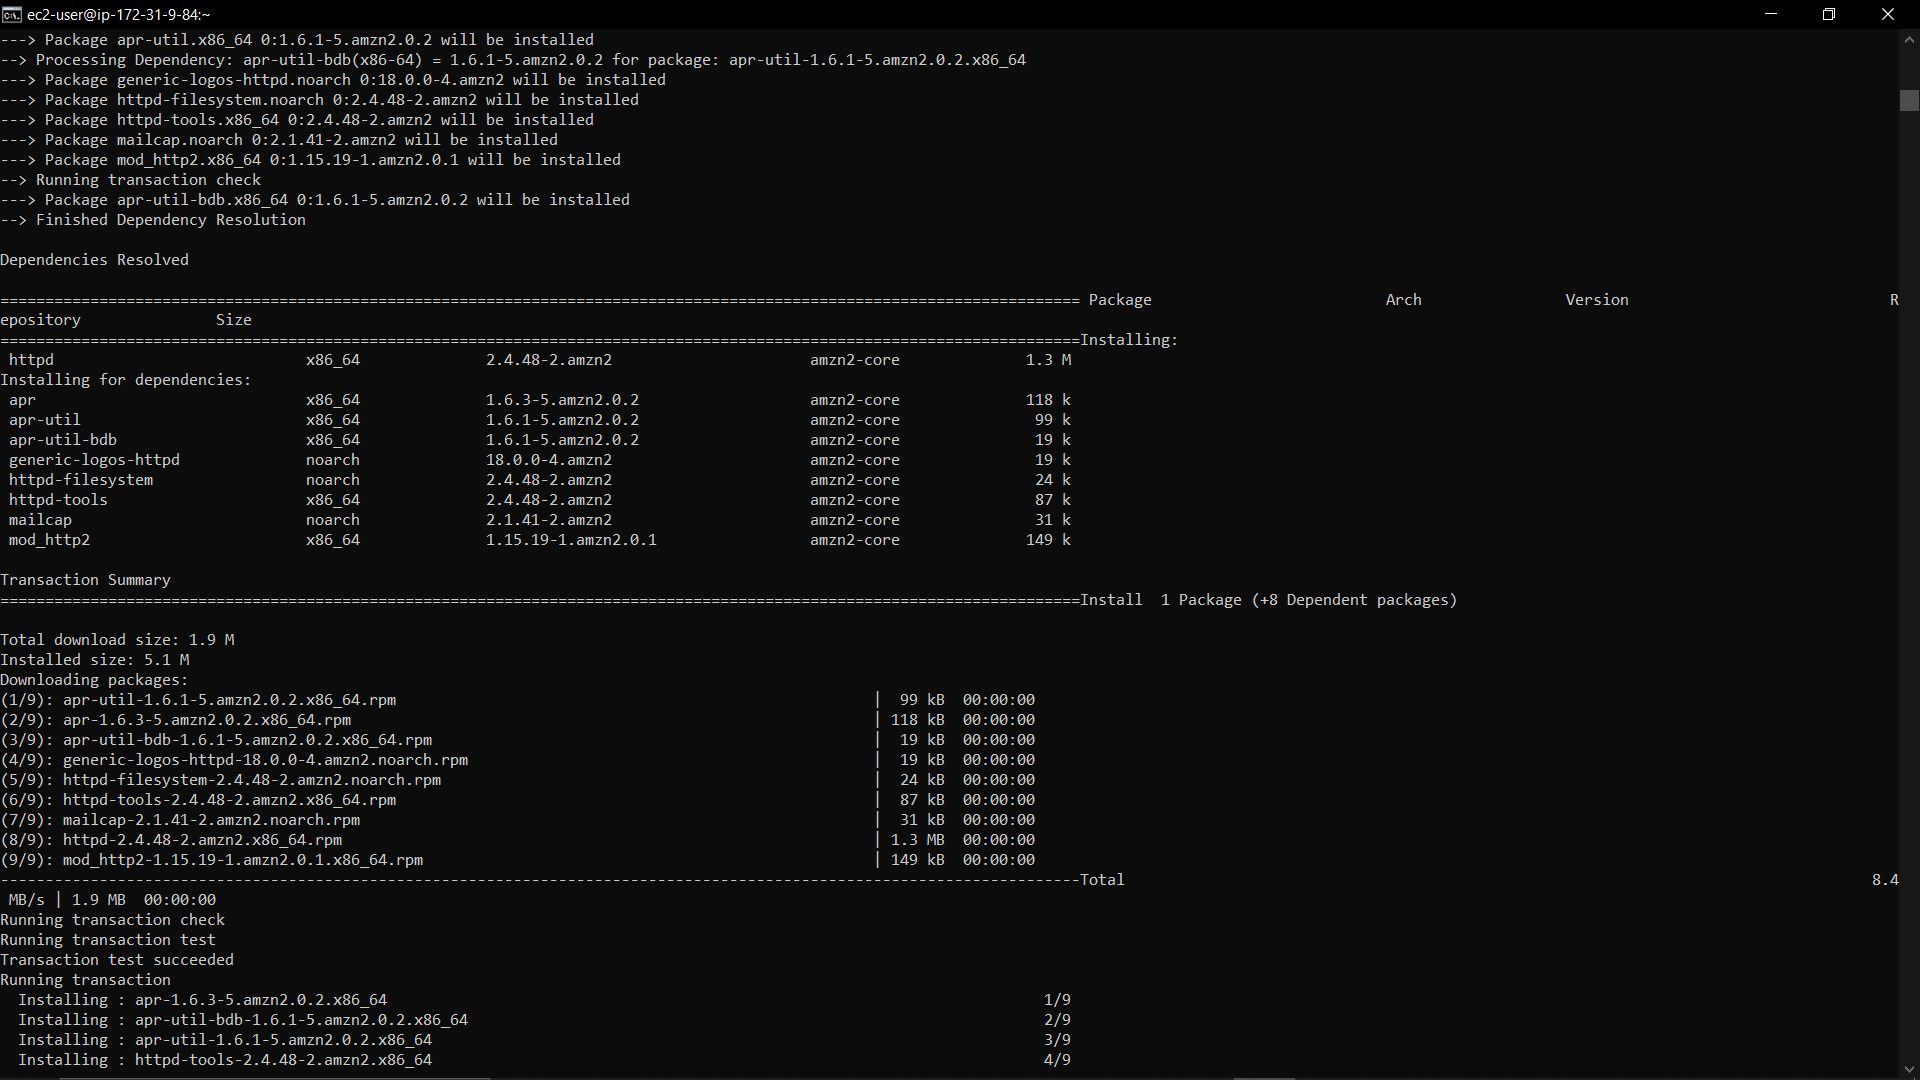 ec2-user@ip-172-31-9-84:~
---> Package apr-util.x86_64 0:1.6.1-5.amzn2.0.2 will be installed
--> Processing Dependency: apr-util-bdb(x86-64) = 1.6.1-5.amzn2.0.2 for package: apr-util-1.6.1-5.amzn2.0.2.x86_64
---> Package generic-logos-httpd.noarch 0:18.0.0-4.amzn2 will be installed
---> Package httpd-filesystem.noarch 0:2.4.48-2.amzn2 will be installed
---> Package httpd-tools.x86_64 0:2.4.48-2.amzn2 will be installed
---> Package mailcap.noarch 0:2.1.41-2.amzn2 will be installed
---> Package mod_http2.x86_64 0:1.15.19-1.amzn2.0.1 will be installed
--> Running transaction check
---> Package apr-util-bdb.x86_64 0:1.6.1-5.amzn2.0.2 will be installed
--> Finished Dependency Resolution
Dependencies Resolved
======================================================================================================================== Package Arch Version R
epository Size
========================================================================================================================Installing:
httpd x86_64 2.4.48-2.amzn2 amzn2-core 1.3 M
Installing for dependencies:
apr x86_64 1.6.3-5.amzn2.0.2 amzn2-core 118 k
apr-util x86_64 1.6.1-5.amzn2.0.2 amzn2-core 99 k
apr-util-bdb x86_64 1.6.1-5.amzn2.0.2 amzn2-core 19 k
generic-logos-httpd noarch 18.0.0-4.amzn2 amzn2-core 19 k
httpd-filesystem noarch 2.4.48-2.amzn2 amzn2-core 24 k
httpd-tools x86_64 2.4.48-2.amzn2 amzn2-core 87 k
mailcap noarch 2.1.41-2.amzn2 amzn2-core 31 k
mod_http2 x86_64 1.15.19-1.amzn2.0.1 amzn2-core 149 k
Transaction Summary
========================================================================================================================Install 1 Package (+8 Dependent packages)
Total download size: 1.9 M
Installed size: 5.1 M
Downloading packages:
(1/9): apr-util-1.6.1-5.amzn2.0.2.x86_64.rpm | 99 kB 00:00:00
(2/9): apr-1.6.3-5.amzn2.0.2.x86_64.rpm | 118 kB 00:00:00
(3/9): apr-util-bdb-1.6.1-5.amzn2.0.2.x86_64.rpm | 19 kB 00:00:00
(4/9): generic-logos-httpd-18.0.0-4.amzn2.noarch.rpm | 19 kB 00:00:00
(5/9): httpd-filesystem-2.4.48-2.amzn2.noarch.rpm | 24 kB 00:00:00
(6/9): httpd-tools-2.4.48-2.amzn2.x86_64.rpm | 87 kB 00:00:00
(7/9): mailcap-2.1.41-2.amzn2.noarch.rpm | 31 kB 00:00:00
(8/9): httpd-2.4.48-2.amzn2.x86_64.rpm | 1.3 MB 00:00:00
(9/9): mod_http2-1.15.19-1.amzn2.0.1.x86_64.rpm | 149 kB 00:00:00
------------------------------------------------------------------------------------------------------------------------Total 8.4
MB/s | 1.9 MB 00:00:00
Running transaction check
Running transaction test
Transaction test succeeded
Running transaction
Installing : apr-1.6.3-5.amzn2.0.2.x86_64 1/9
Installing : apr-util-bdb-1.6.1-5.amzn2.0.2.x86_64 2/9
Installing : apr-util-1.6.1-5.amzn2.0.2.x86_64 3/9
Installing : httpd-tools-2.4.48-2.amzn2.x86_64 4/9